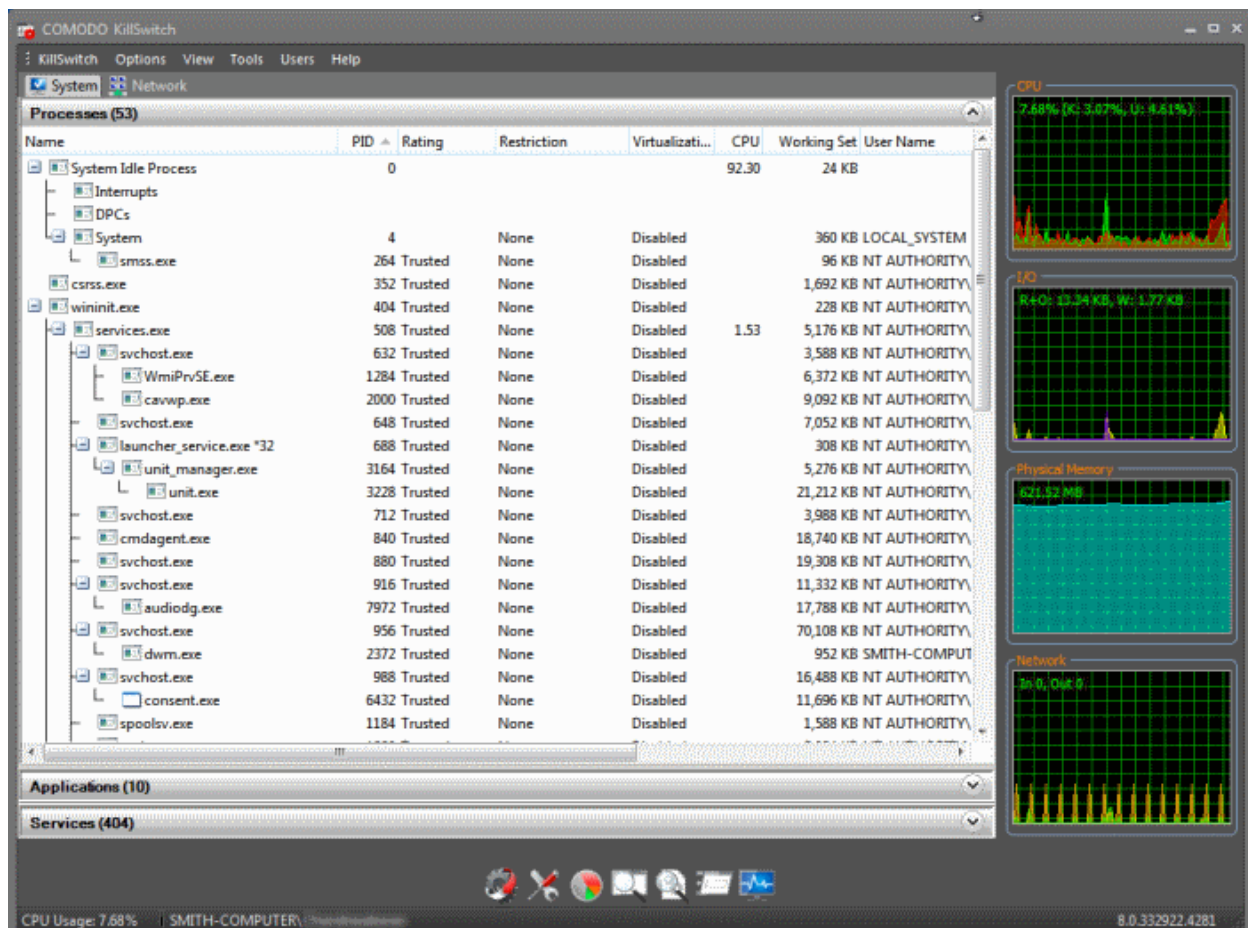 COMODO KillSwitch
KillSwitch Options View Tools Users Help
System Network
Processes (53)
Name PID Rating Restriction Virtualizati... CPU Working Set User Name
System Idle Process 0 92.30 24 KB
Interrupts
DPCs
System 4 None Disabled 360 KB LOCAL_SYSTEM
smss.exe 264 Trusted None Disabled 96 KB NT AUTHORITY\
csrss.exe 352 Trusted None Disabled 1,692 KB NT AUTHORITY\
wininit.exe 404 Trusted None Disabled 228 KB NT AUTHORITY\
services.exe 508 Trusted None Disabled 1.53 5,176 KB NT AUTHORITY\
svchost.exe 632 Trusted None Disabled 3,588 KB NT AUTHORITY\
WmiPrvSE.exe 1284 Trusted None Disabled 6,372 KB NT AUTHORITY\
cavwp.exe 2000 Trusted None Disabled 9,092 KB NT AUTHORITY\
svchost.exe 648 Trusted None Disabled 7,052 KB NT AUTHORITY\
launcher_service.exe *32 688 Trusted None Disabled 308 KB NT AUTHORITY\
unit_manager.exe 3164 Trusted None Disabled 5,276 KB NT AUTHORITY\
unit.exe 3228 Trusted None Disabled 21,212 KB NT AUTHORITY\
svchost.exe 712 Trusted None Disabled 3,988 KB NT AUTHORITY\
cmdagent.exe 840 Trusted None Disabled 18,740 KB NT AUTHORITY\
svchost.exe 880 Trusted None Disabled 19,308 KB NT AUTHORITY\
svchost.exe 916 Trusted None Disabled 11,332 KB NT AUTHORITY\
audiodg.exe 7972 Trusted None Disabled 17,788 KB NT AUTHORITY\
svchost.exe 956 Trusted None Disabled 70,108 KB NT AUTHORITY\
dwm.exe 2372 Trusted None Disabled 952 KB SMITH-COMPUT
svchost.exe 988 Trusted None Disabled 16,488 KB NT AUTHORITY\
consent.exe 6432 Trusted None Disabled 11,696 KB NT AUTHORITY\
spoolsv.exe 1184 Trusted None Disabled 1,588 KB NT AUTHORITY\
Applications (10)
Services (404)
CPU
7.68% (K: 3.07%, U: 4.61%)
I/O
R+O: 13.34 KB, W: 1.77 KB
Physical Memory
621.52 MB
Network
In 0, Out 0
CPU Usage: 7.68% SMITH-COMPUTER\
8.0.332922.4281